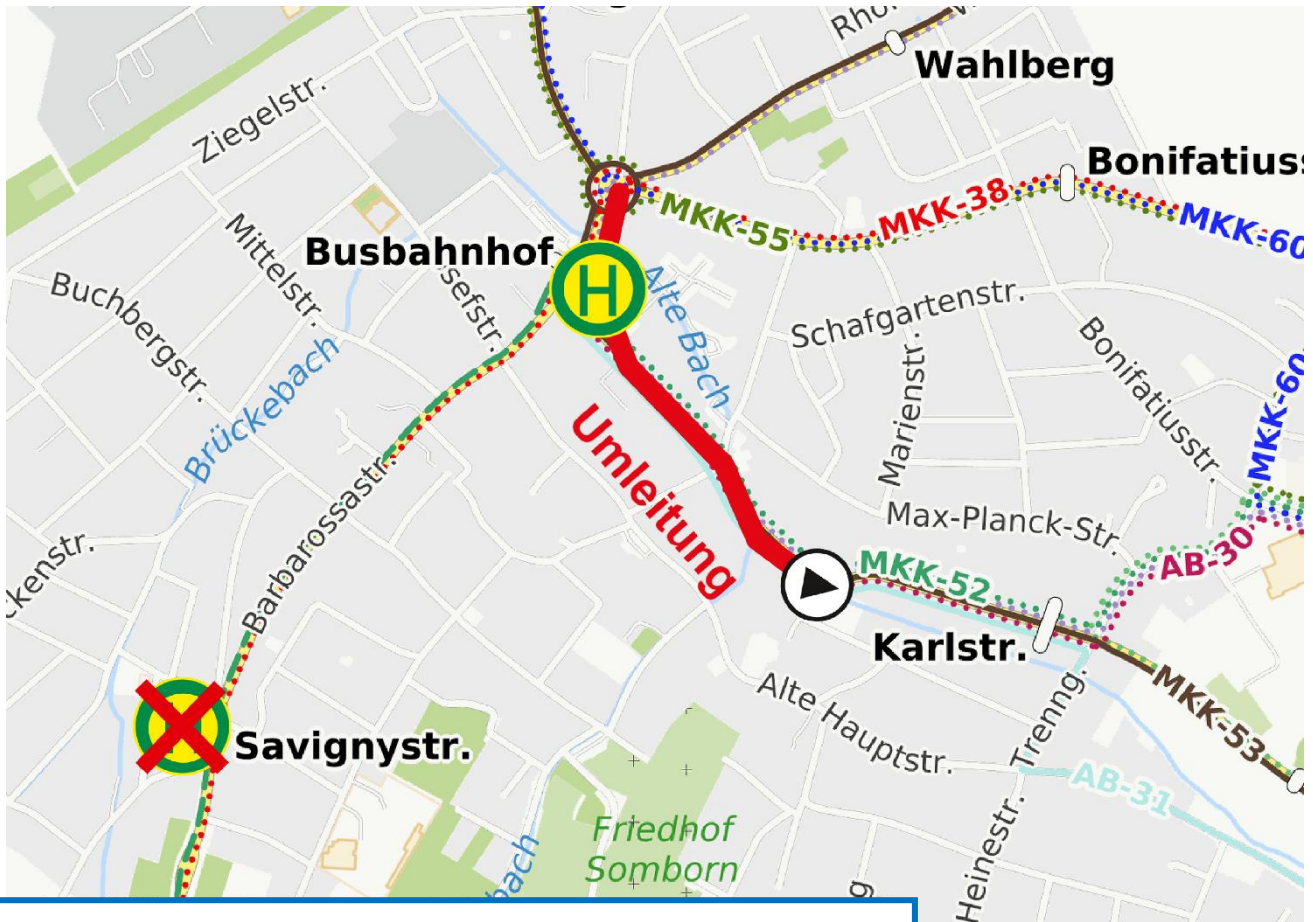 Rho
Wahlberg
Ziegelstr.
Bonifatiuss
MKK-55
MKK-38
MKK-60
Busbahnhof
H
Mittelstr.
sefstr.
Buchbergstr.
Alte Bach
Schafgartenstr.
Bonifatiusstr.
Marienstr.
MKK-60
Brückebach
Umleitung
Barbarossastr.
Max-Planck-Str.
AB-30
ckenstr.
MKK-52
Karlstr.
MKK-53
Alte Hauptstr.
Savignystr.
Heinestr.
Trenng.
AB-31
Friedhof
Somborn
bach
g